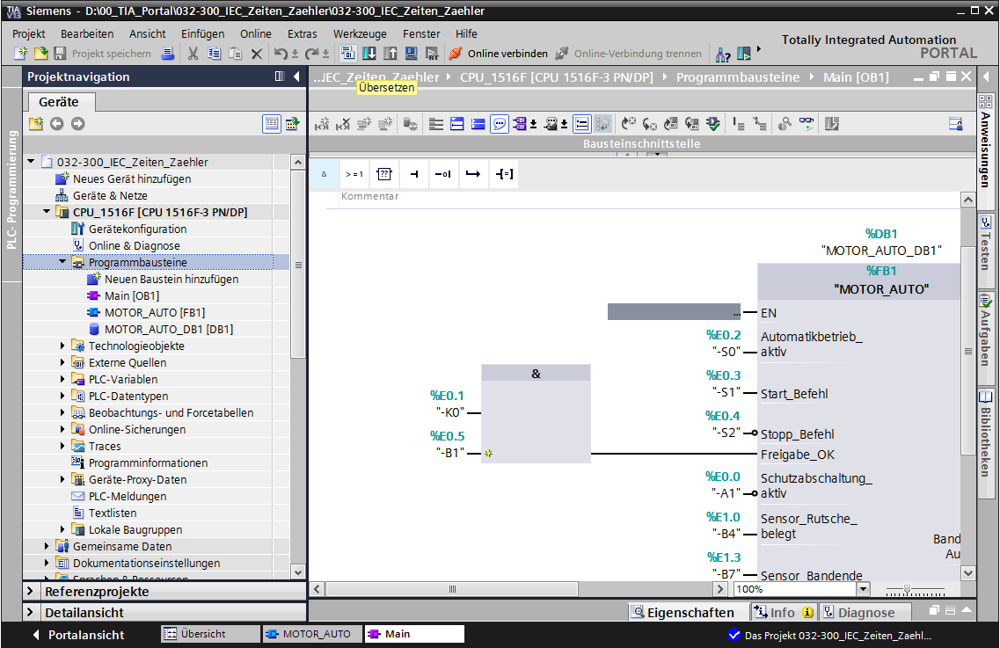 Siemens - D:\00_TIA_Portal\032-300_IEC_Zeiten_Zaehler\032-300_IEC_Zeiten_Zaehler
Projekt Bearbeiten Ansicht Einfügen Online Extras Werkzeuge Fenster Hilfe
Totally Integrated Automation
PORTAL
Projekt speichern
Online verbinden
Online-Verbindung trennen
Projektnavigation
...IEC_Zeiten_Zaehler
CPU_1516F [CPU 1516F-3 PN/DP]
Programmbausteine
Main [OB1]
Übersetzen
Geräte
PLC-Programmierung
032-300_IEC_Zeiten_Zaehler
Neues Gerät hinzufügen
Geräte & Netze
CPU_1516F [CPU 1516F-3 PN/DP]
Gerätekonfiguration
Online & Diagnose
Programmbausteine
Neuen Baustein hinzufügen
Main [OB1]
MOTOR_AUTO [FB1]
MOTOR_AUTO_DB1 [DB1]
Technologieobjekte
Externe Quellen
PLC-Variablen
PLC-Datentypen
Beobachtungs- und Forcetabellen
Online-Sicherungen
Traces
Programminformationen
Geräte-Proxy-Daten
PLC-Meldungen
Textlisten
Lokale Baugruppen
Gemeinsame Daten
Dokumentationseinstellungen
Sprachen & Ressourcen
Referenzprojekte
Detailansicht
Bausteinschnittstelle
& >=1 ??
Kommentar
%DB1
"MOTOR_AUTO_DB1"
%FB1
"MOTOR_AUTO"
... EN
%E0.2
"-S0"
Automatikbetrieb_
aktiv
%E0.3
"-S1"
Start_Befehl
%E0.4
"-S2"
Stopp_Befehl
&
%E0.1
"-K0"
%E0.5
"-B1"
Freigabe_OK
%E0.0
"-A1"
Schutzabschaltung_
aktiv
%E1.0
"-B4"
Sensor_Rutsche_
belegt
Band
Au
%E1.3
"-B7"
Sensor_Bandende
100%
Anweisungen
Testen
Aufgaben
Bibliotheken
Eigenschaften
Info
Diagnose
Portalansicht
Übersicht
MOTOR_AUTO
Main
Das Projekt 032-300_IEC_Zeiten_Zaehl...